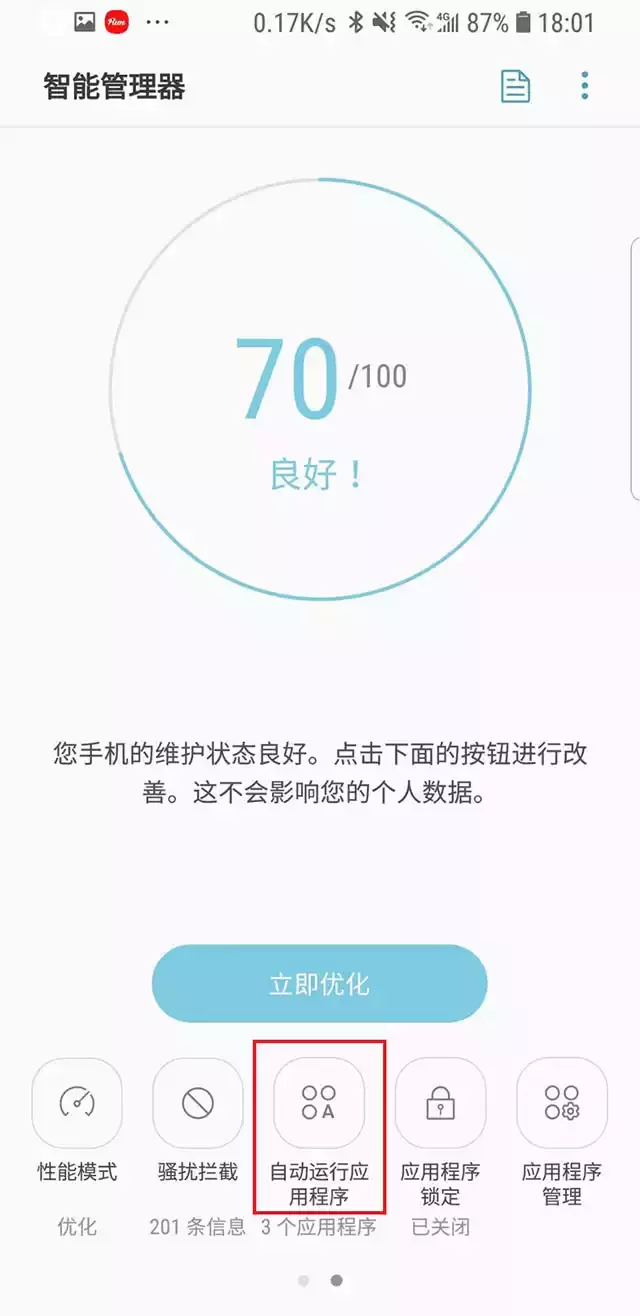 0.17K/s 4G 87% 18:01
智能管理器
70/100
良好！
您手机的维护状态良好。点击下面的按钮进行改
善。这不会影响您的个人数据。
立即优化
A
性能模式 骚扰拦截 自动运行应 应用程序 应用程序
用程序 锁定 管理
优化 201 条信息 3 个应用程序 已关闭